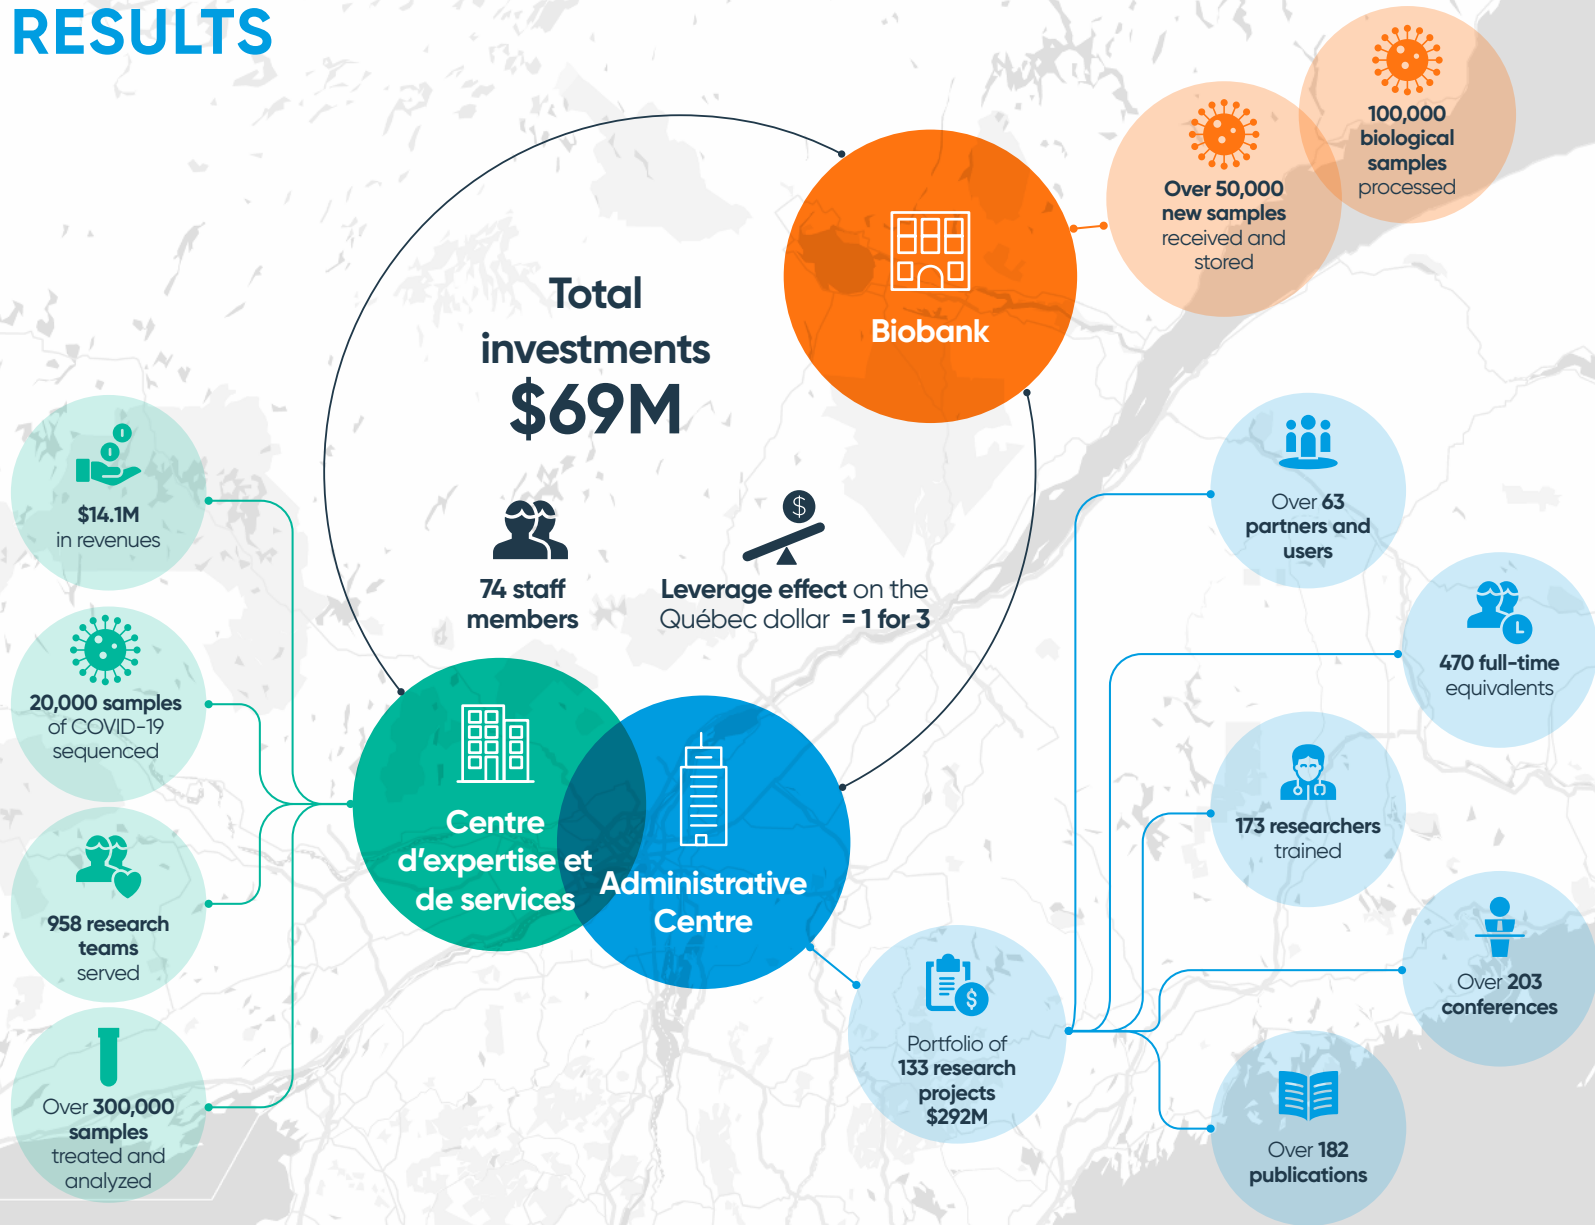 RESULTS
Total
investments
$69M
74 staff
members
Leverage effect on the
Québec dollar = 1 for 3
$
Biobank
Over 50,000
new samples
received and
stored
100,000
biological
samples
processed
Centre
d'expertise et
de services
$14.1M
in revenues
20,000 samples
of COVID-19
sequenced
958 research
teams
served
Over 300,000
samples
treated and
analyzed
Administrative
Centre
$
Portfolio of
133 research
projects
$292M
Over 63
partners and
users
470 full-time
equivalents
173 researchers
trained
Over 203
conferences
Over 182
publications